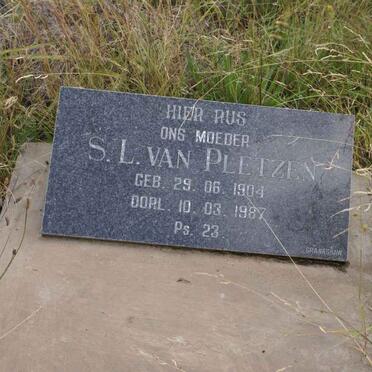 HIER RUS
ONS MOEDER
S. L. VAN PLETZEN
GEB. 29. 06. 1904
OORL. 10. 03. 1987
Ps. 23.